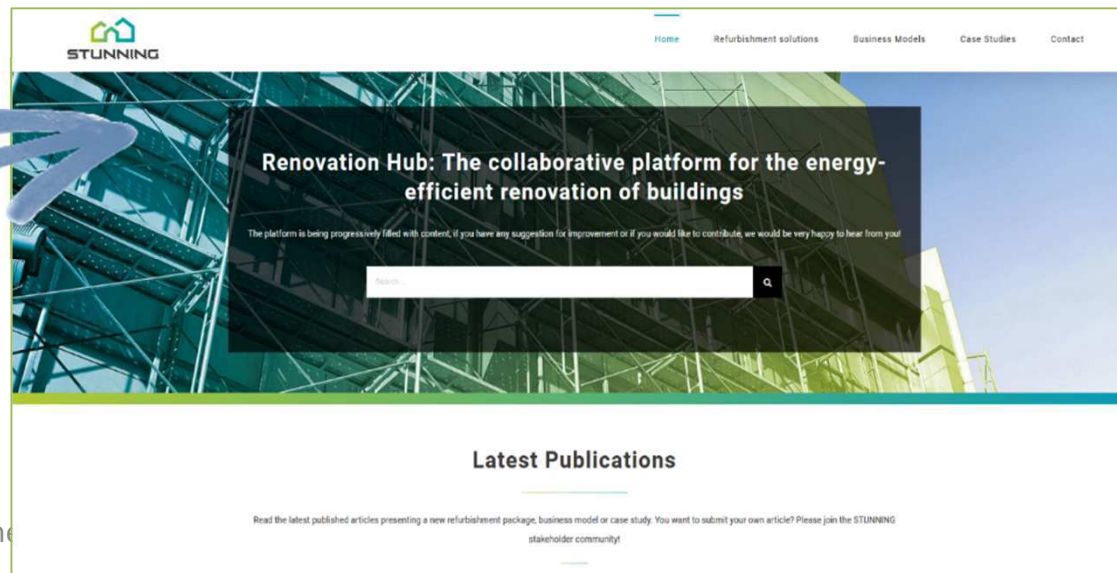 STUNNING
Home Refurbishment solutions Business Models Case Studies Contact
Renovation Hub: The collaborative platform for the energy-
efficient renovation of buildings
The platform is being progressively filled with content, if you have any suggestion for improvement or if you would like to contribute, we would be very happy to hear from you!
Search ...
Latest Publications
Read the latest published articles presenting a new refurbishment package, business model or case study. You want to submit your own article? Please join the STUNNING
stakeholder community!